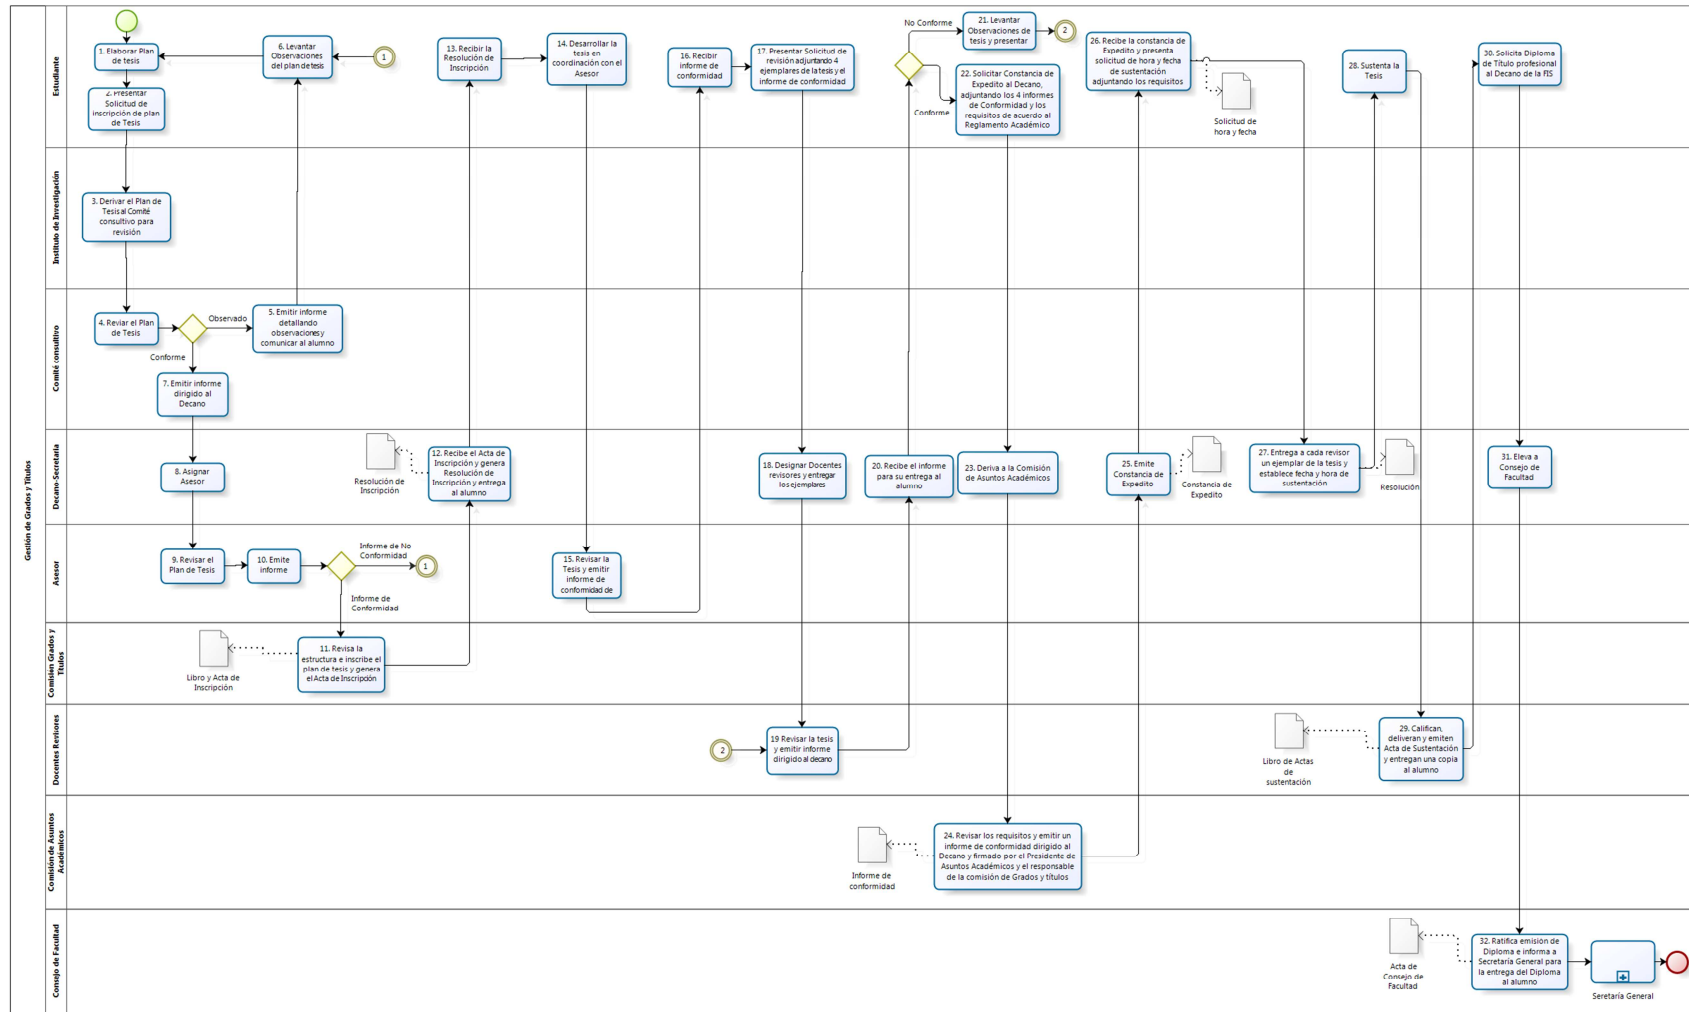 Gestión de Grados y Títulos
Estudiante
1. Elaborar Plan
de tesis
2. Presentar
Solicitud de
inscripción de plan
de Tesis
6. Levantar
Observaciones
del plan de tesis
1
13. Recibir la
Resolución de
Inscripción
14. Desarrollar la
tesis en
coordinación con el
Asesor
16. Recibir
informe de
conformidad
17. Presentar Solicitud de
revisión adjuntando 4
ejemplares de la tesis y el
informe de conformidad
No Conforme
Conforme
21. Levantar
Observaciones de
tesis y presentar
2
22. Solicitar Constancia de
Expedito al Decano,
adjuntando los 4 informes
de Conformidad y los
requisitos de acuerdo al
Reglamento Académico
26. Recibe la constancia de
Expedito y presenta
solicitud de hora y fecha
de sustentación
adjuntando los requisitos
Solicitud de
hora y fecha
28. Sustenta la
Tesis
30. Solicita Diploma
de Título profesional
al Decano de la FIS
Instituto de Investigación
3. Derivar el Plan de
Tesis al Comité
consultivo para
revisión
Comité consultivo
4. Reviar el Plan
de Tesis
Observado
Conforme
5. Emitir informe
detallando
observaciones y
comunicar al alumno
7. Emitir informe
dirigido al
Decano
Decano-Secretaría
8. Asignar
Asesor
Resolución de
Inscripción
12. Recibe el Acta de
Inscripción y genera
Resolución de
Inscripción y entrega
al alumno
18. Designar Docentes
revisores y entregar
los ejemplares
20. Recibe el informe
para su entrega al
alumno
23. Deriva a la Comisión
de Asuntos Académicos
25. Emite
Constancia de
Expedito
Constancia de
Expedito
27. Entrega a cada revisor
un ejemplar de la tesis y
establece fecha y hora de
sustentación
Resolución
31. Eleva a
Consejo de
Facultad
Asesor
9. Revisar el
Plan de Tesis
10. Emite
informe
Informe de No
Conformidad
1
Informe de
Conformidad
15. Revisar la
Tesis y emitir
informe de
conformidad de
Comisión Grados y
Títulos
Libro y Acta de
Inscripción
11. Revisa la
estructura e inscribe el
plan de tesis y genera
el Acta de Inscripción
Docentes Revisores
2
19 Revisar la tesis
y emitir informe
dirigido al decano
Libro de Actas
de
sustentación
29. Califican,
deliveran y emiten
Acta de Sustentación
y entregan una copia
al alumno
Comisión de Asuntos
Académicos
Informe de
conformidad
24. Revisar los requisitos y emitir un
informe de conformidad dirigido al
Decano y firmado por el Presidente de
Asuntos Académicos y el responsable
de la comisión de Grados y títulos
Consejo de Facultad
Acta de
Consejo de
Facultad
32. Ratifica emisión de
Diploma e informa a
Secretaría General para
la entrega del Diploma
al alumno
Seretaría General